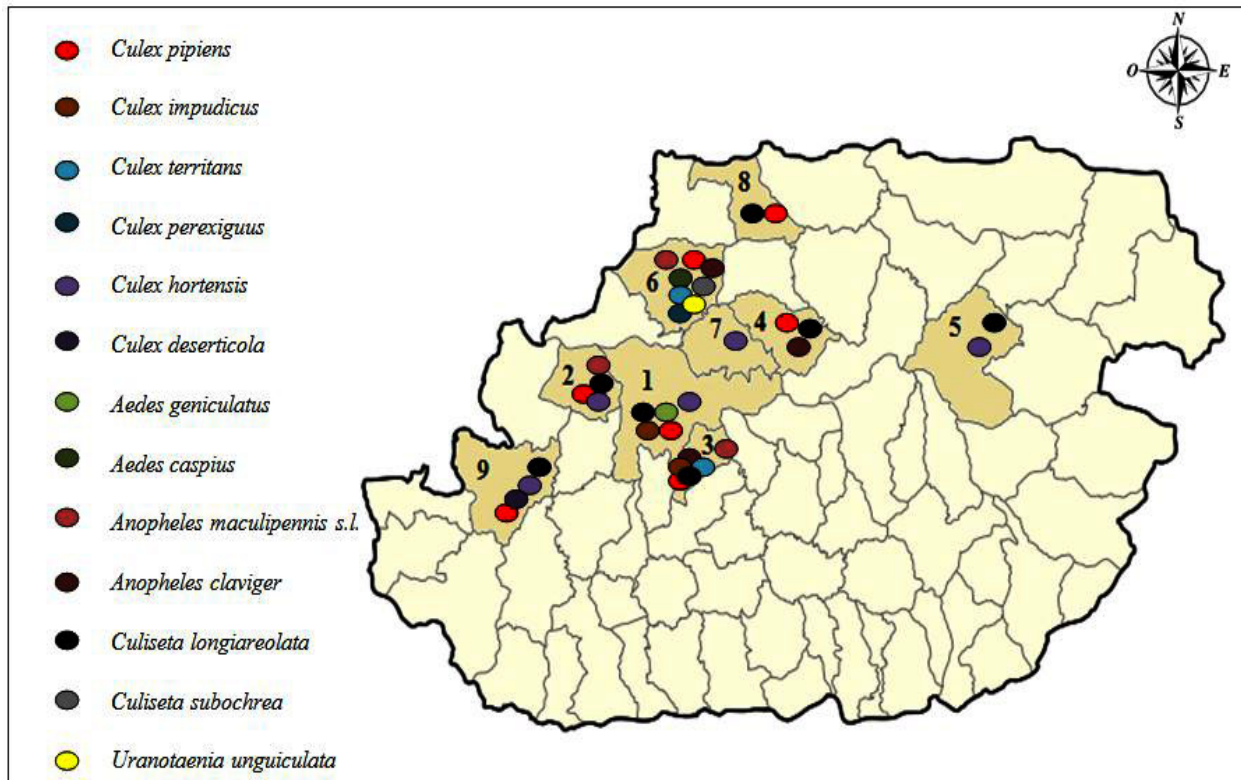 Culex pipiens
Culex impudicus
Culex territans
Culex perexiguus
Culex hortensis
Culex deserticola
Aedes geniculatus
Aedes caspius
Anopheles maculipennis s.l.
Anopheles claviger
Culiseta longiareolata
Culiseta subochrea
Uranotaenia unguiculata
N
O E
S
8
6
7 4
5
2 1
3
9